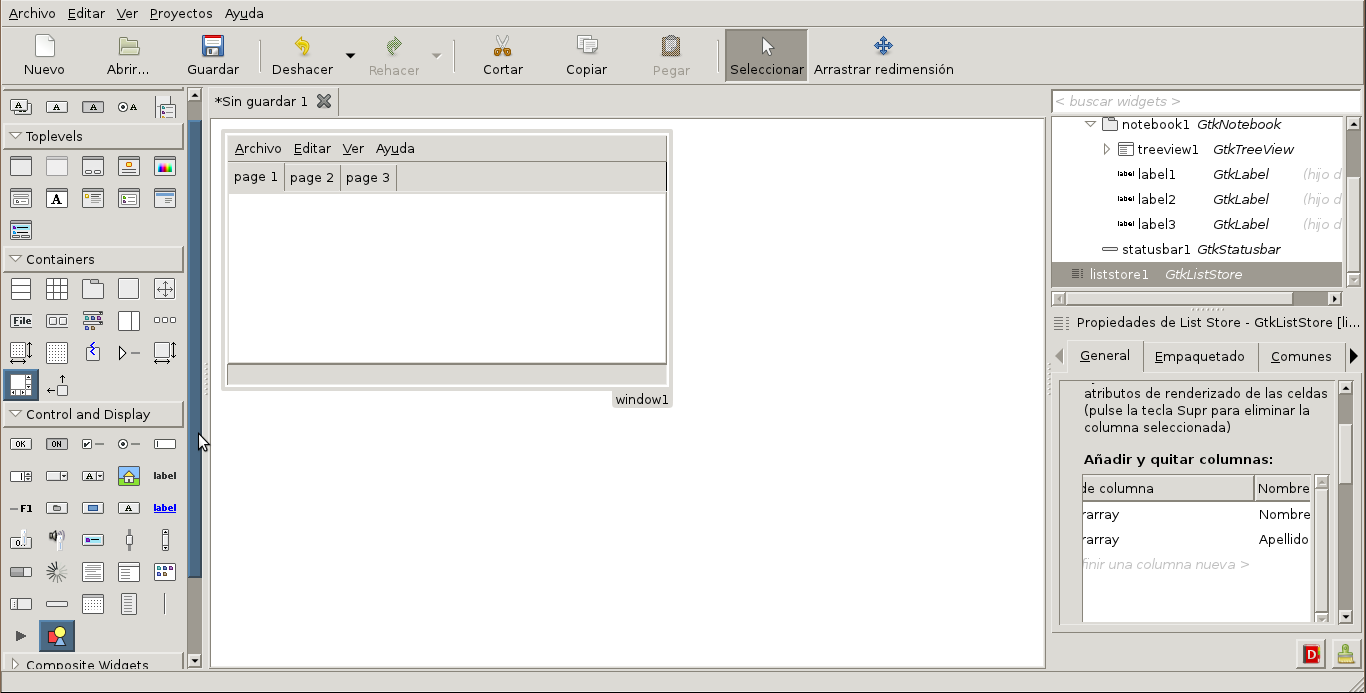 Archivo Editar Ver Proyectos Ayuda
Nuevo Abrir... Guardar Deshacer Rehacer Cortar Copiar Pegar Seleccionar Arrastrar redimensión
*Sin guardar 1
Toplevels
Containers
File
Control and Display
OK ON
label
F1 label
Composite Widgets
Archivo Editar Ver Ayuda
page 1 page 2 page 3
window1
< buscar widgets >
notebook1 GtkNotebook
treeview1 GtkTreeView
label label1 GtkLabel (hijo d
label label2 GtkLabel (hijo d
label label3 GtkLabel (hijo d
statusbar1 GtkStatusbar
liststore1 GtkListStore
Propiedades de List Store - GtkListStore [li...
General Empaquetado Comunes
atributos de renderizado de las celdas
(pulse la tecla Supr para eliminar la
columna seleccionada)
Añadir y quitar columnas:
de columna Nombre
rarray Nombre
rarray Apellido
finir una columna nueva >
D